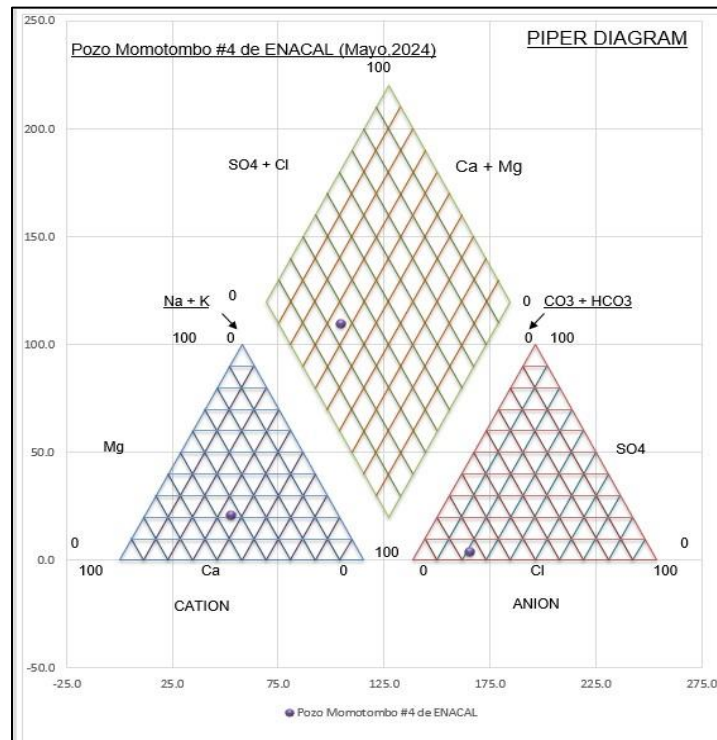 250.0
Pozo Momotombo #4 de ENACAL (Mayo,2024)
PIPER DIAGRAM
100
200.0
SO4 + Cl
Ca + Mg
150.0
Na + K
0
0
CO3 + HCO3
100.0
100
0
0
100
Mg
SO4
50.0
0
100
0
0.0
100
Ca
0
0
Cl
100
CATION
ANION
-50.0
-25.0
25.0
75.0
125.0
175.0
225.0
275.0
Pozo Momotombo #4 de ENACAL